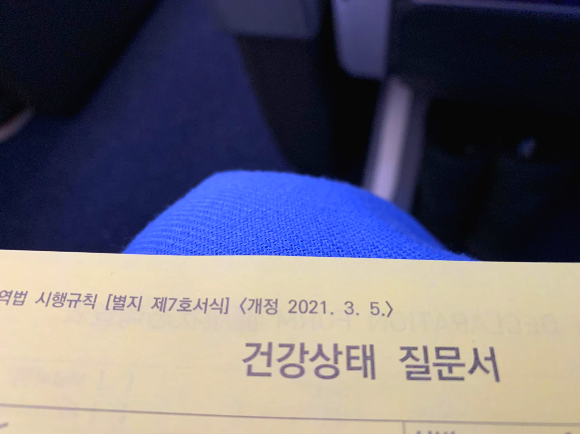 역법 시행규칙 [별지 제7호서식] 〈개정 2021. 3. 5.〉
건강상태 질문서